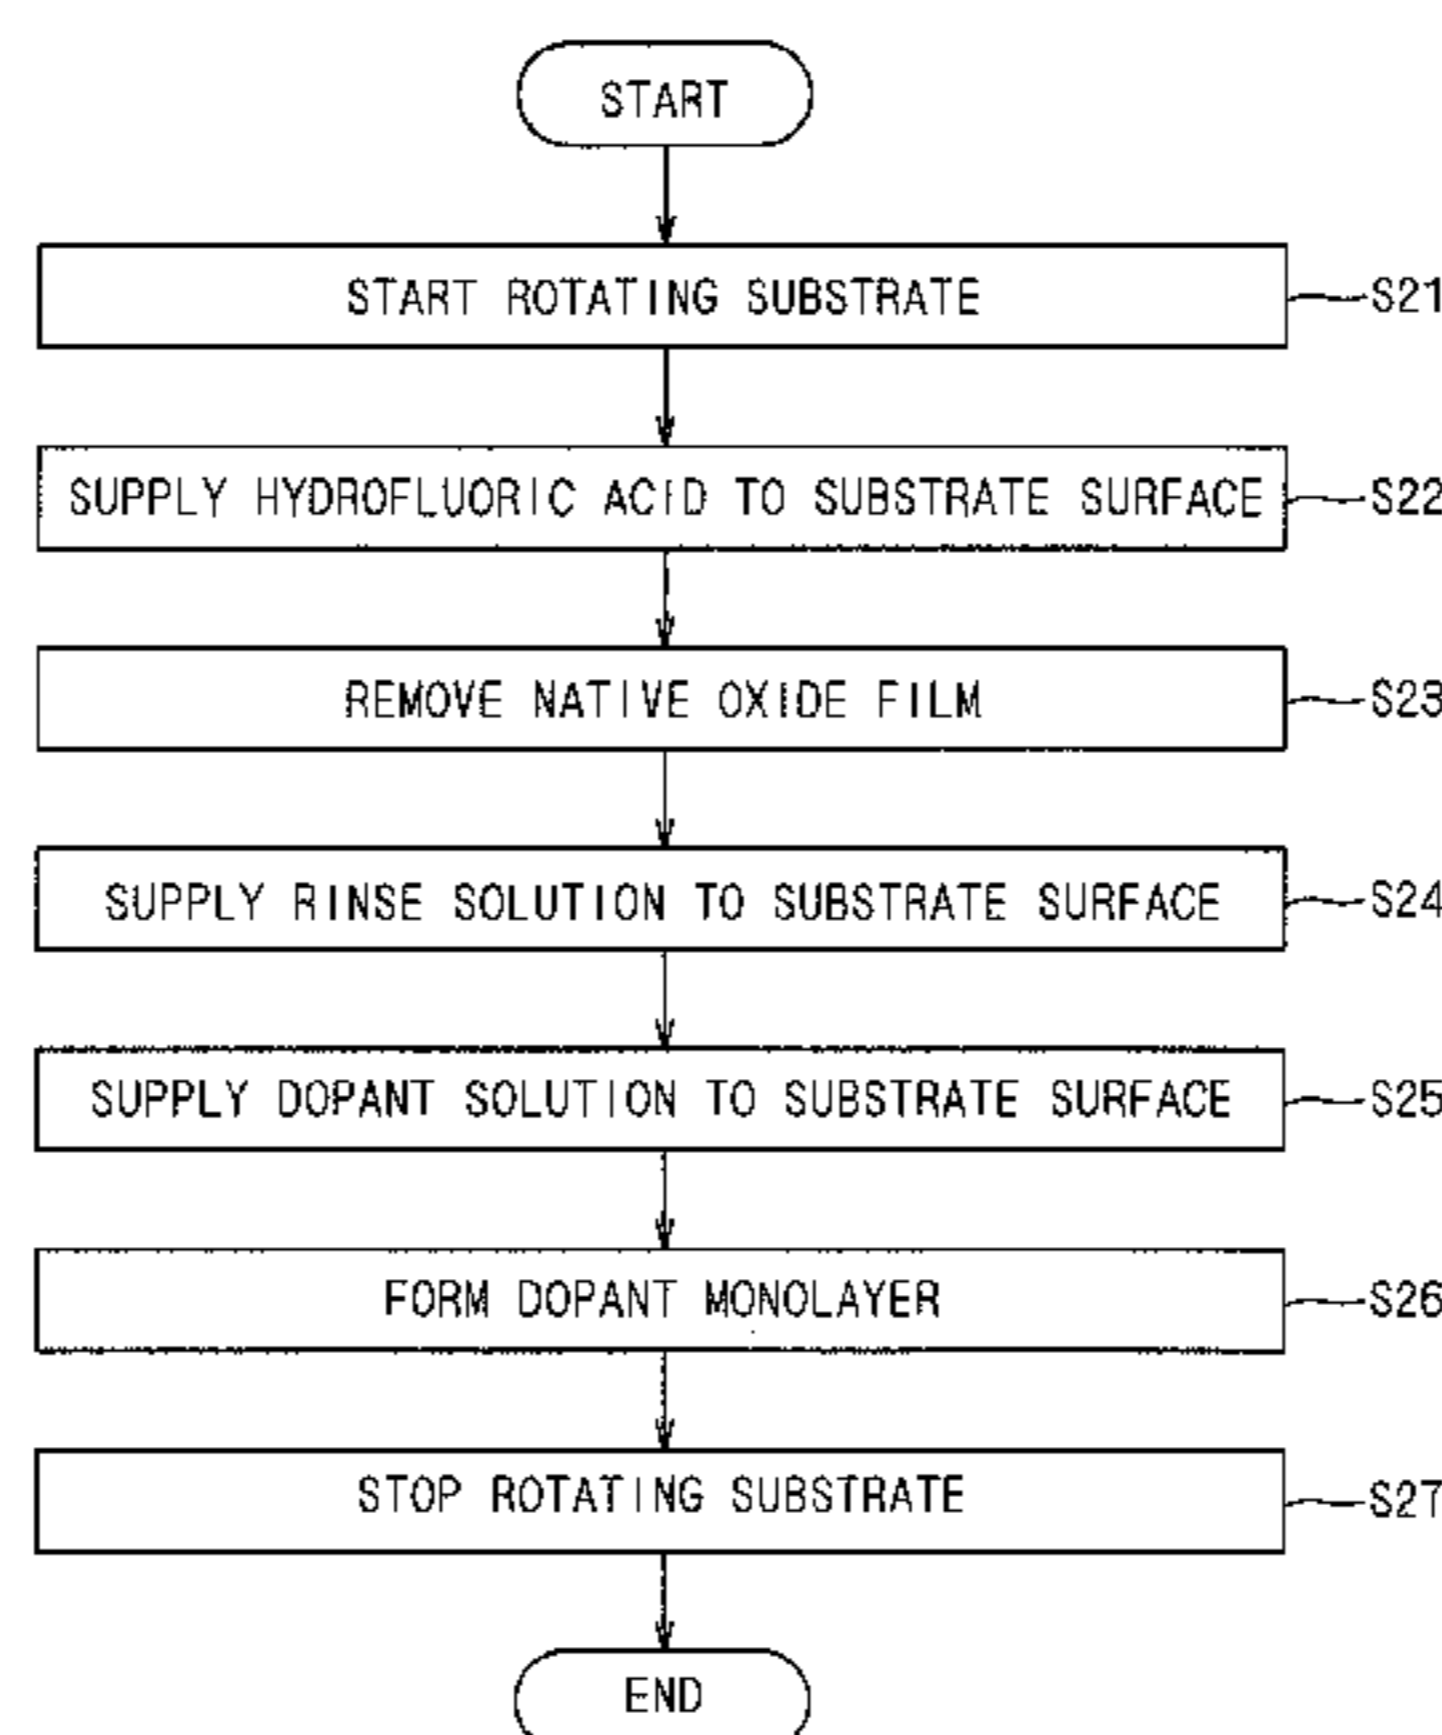 START
START ROTATING SUBSTRATE
S21
SUPPLY HYDROFLUORIC ACID TO SUBSTRATE SURFACE
S22
REMOVE NATIVE OXIDE FILM
S23
SUPPLY RINSE SOLUTION TO SUBSTRATE SURFACE
S24
SUPPLY DOPANT SOLUTION TO SUBSTRATE SURFACE
S25
FORM DOPANT MONOLAYER
S26
STOP ROTATING SUBSTRATE
S27
END